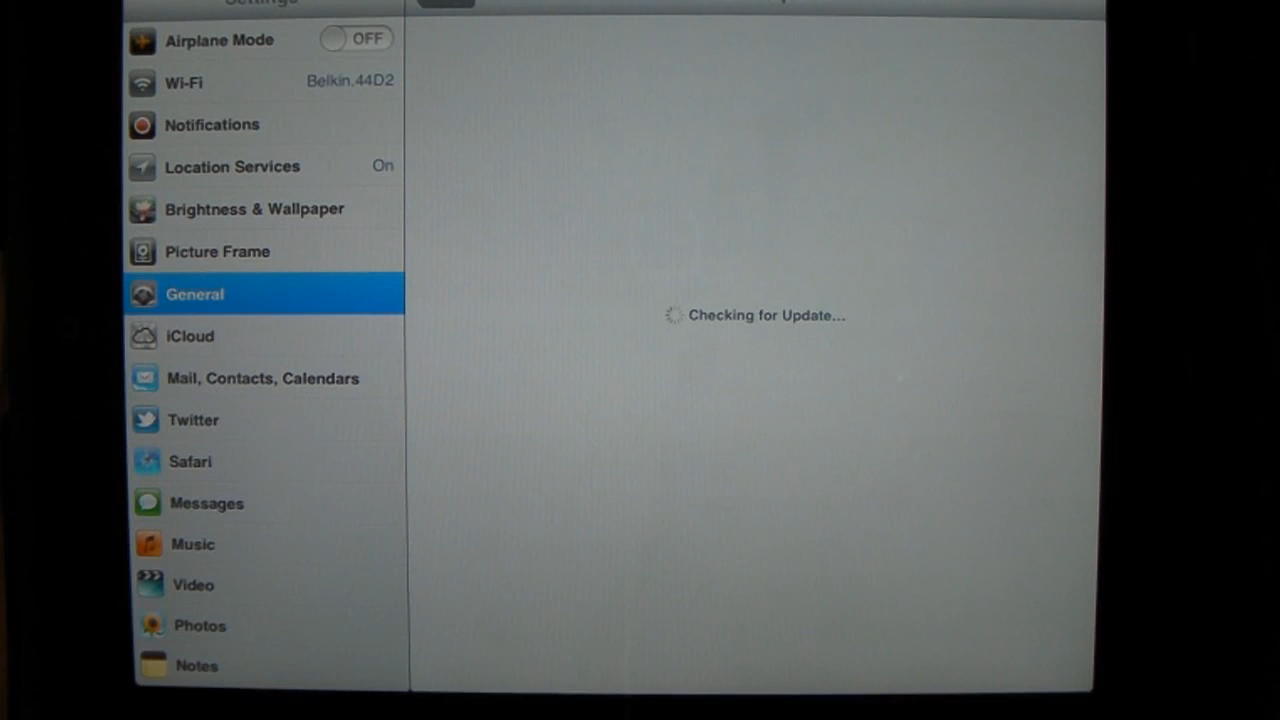 Settings
Airplane Mode OFF
Wi-Fi Belkin.44D2
Notifications
Location Services On
Brightness & Wallpaper
Picture Frame
General
iCloud
Mail, Contacts, Calendars
Twitter
Safari
Messages
Music
Video
Photos
Notes
Checking for Update...